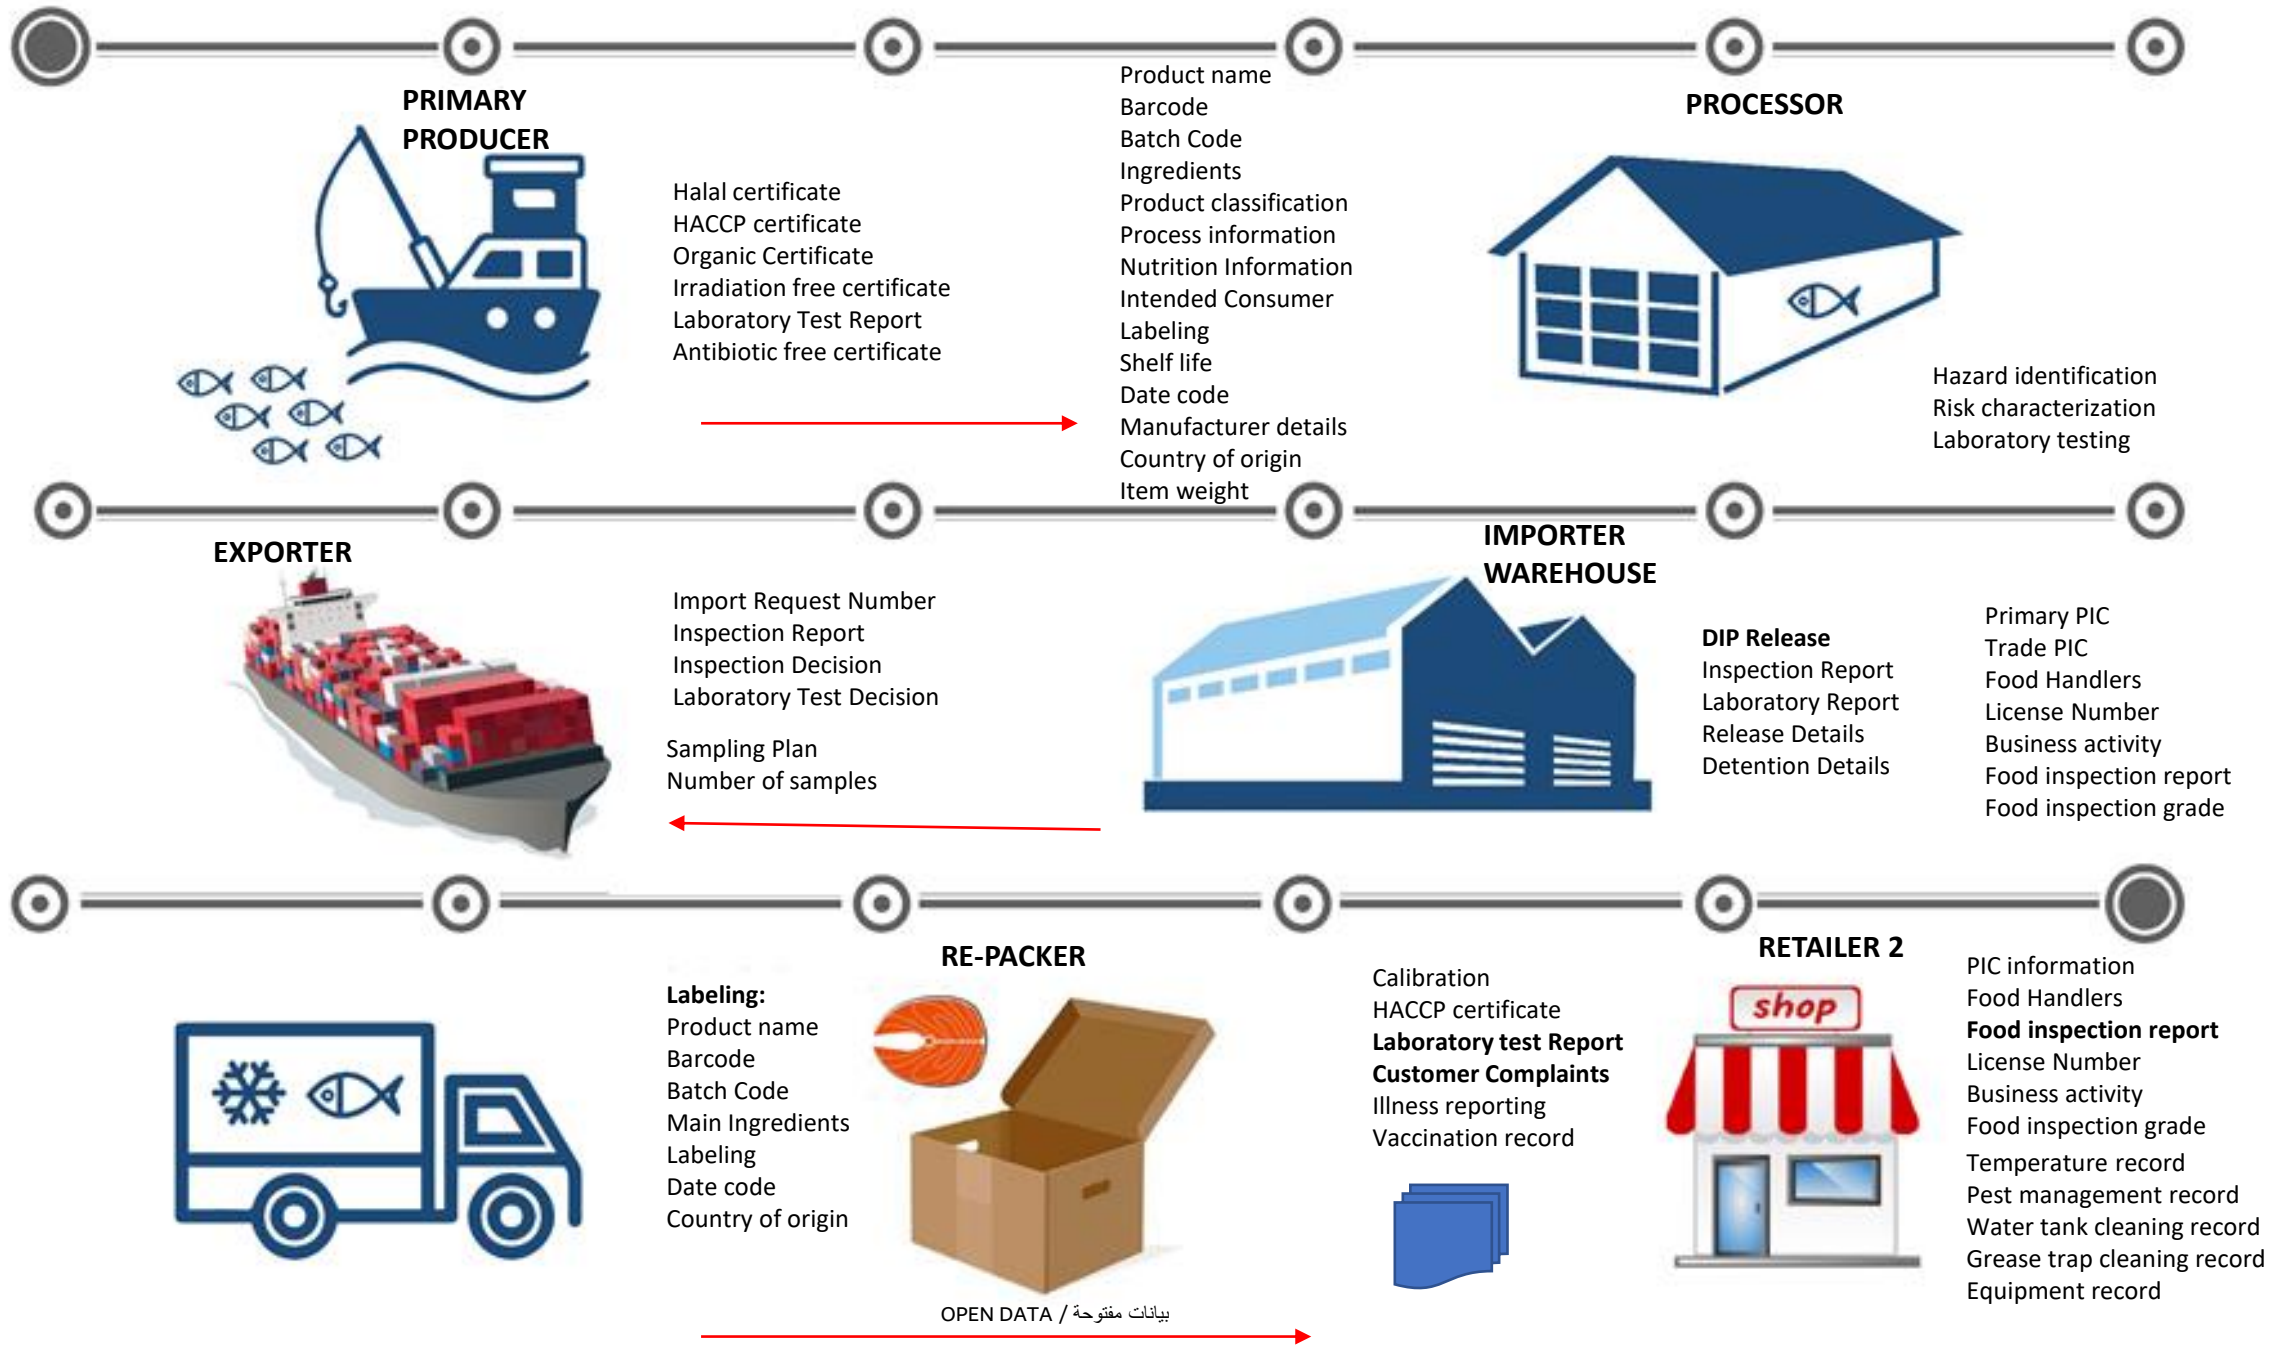 PRIMARY
PRODUCER
Halal certificate
HACCP certificate
Organic Certificate
Irradiation free certificate
Laboratory Test Report
Antibiotic free certificate
Product name
Barcode
Batch Code
Ingredients
Product classification
Process information
Nutrition Information
Intended Consumer
Labeling
Shelf life
Date code
Manufacturer details
Country of origin
Item weight
PROCESSOR
Hazard identification
Risk characterization
Laboratory testing
EXPORTER
Import Request Number
Inspection Report
Inspection Decision
Laboratory Test Decision
Sampling Plan
Number of samples
IMPORTER
WAREHOUSE
DIP Release
Inspection Report
Laboratory Report
Release Details
Detention Details
Primary PIC
Trade PIC
Food Handlers
License Number
Business activity
Food inspection report
Food inspection grade
Labeling:
Product name
Barcode
Batch Code
Main Ingredients
Labeling
Date code
Country of origin
RE-PACKER
OPEN DATA / بيانات مفتوحة
Calibration
HACCP certificate
Laboratory test Report
Customer Complaints
Illness reporting
Vaccination record
RETAILER 2
shop
PIC information
Food Handlers
Food inspection report
License Number
Business activity
Food inspection grade
Temperature record
Pest management record
Water tank cleaning record
Grease trap cleaning record
Equipment record